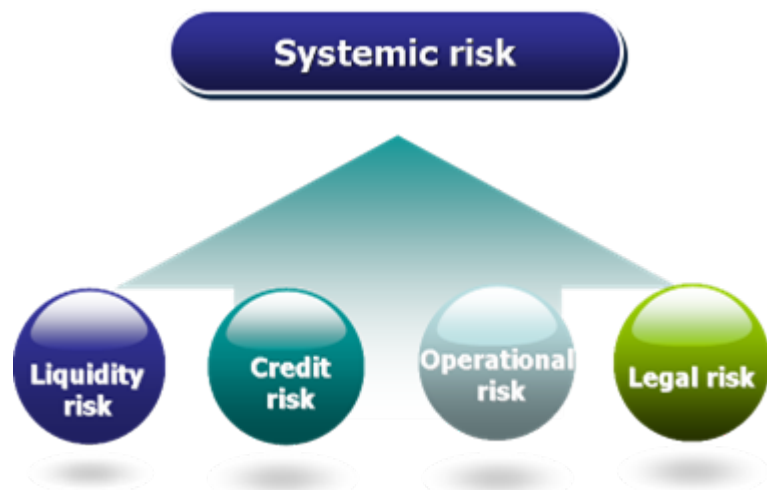 Systemic risk
Liquidity
risk
Credit
risk
Operational
risk
Legal risk